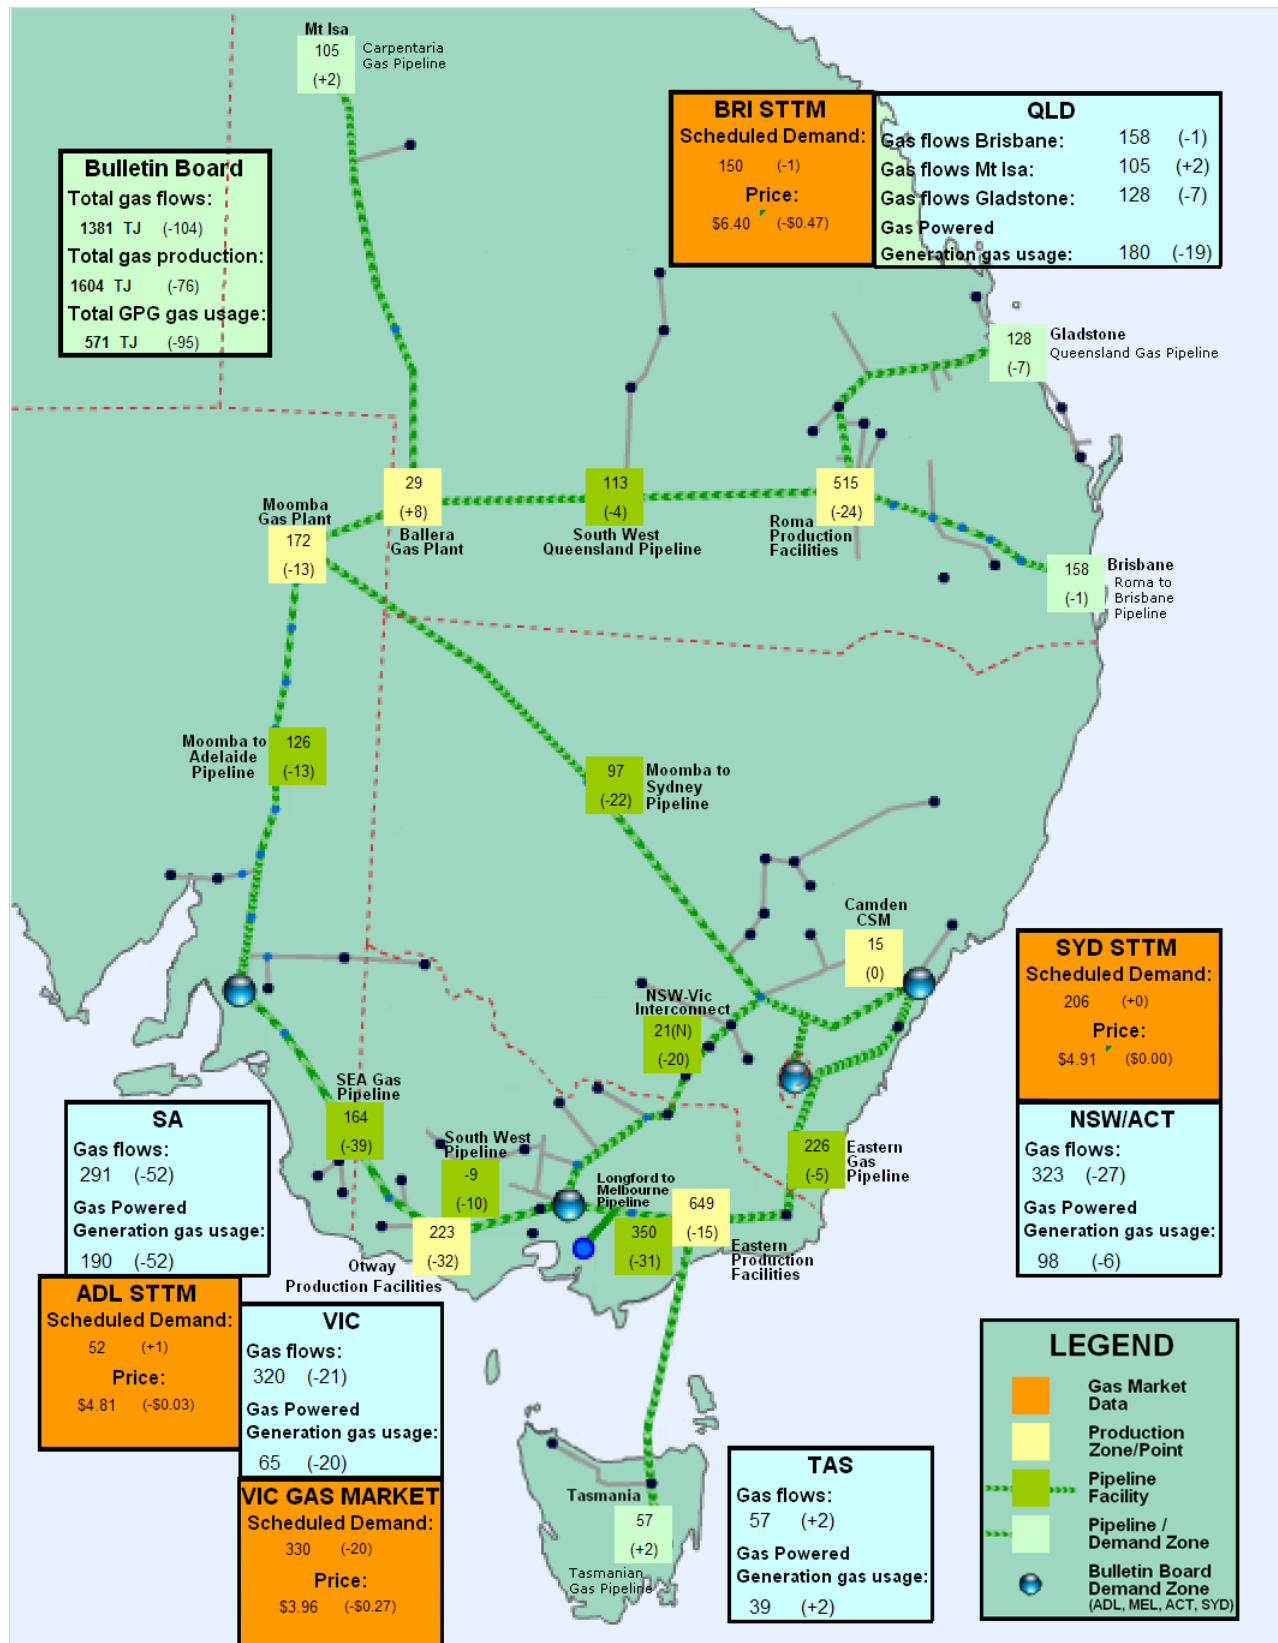 Mt Isa
105
(+2)
Carpentaria
Gas Pipeline
BRI STTM
Scheduled Demand:
150 (-1)
Price:
$6.40 (-$0.47)
QLD
Gas flows Brisbane: 158 (-1)
Gas flows Mt Isa: 105 (+2)
Gas flows Gladstone: 128 (-7)
Gas Powered
Generation gas usage: 180 (-19)
Bulletin Board
Total gas flows:
1381 TJ (-104)
Total gas production:
1604 TJ (-76)
Total GPG gas usage:
571 TJ (-95)
128
(-7)
Gladstone
Queensland Gas Pipeline
Moomba
Gas Plant
172
(-13)
29
(+8)
Ballera
Gas Plant
113
(-4)
South West
Queensland Pipeline
515
(-24)
Roma
Production
Facilities
158
(-1)
Brisbane
Roma to
Brisbane
Pipeline
Moomba to
Adelaide
Pipeline
126
(-13)
97
(-22)
Moomba to
Sydney
Pipeline
Camden
CSM
15
(0)
SYD STTM
Scheduled Demand:
206 (+0)
Price:
$4.91 ($0.00)
NSW-Vic
Interconnect
21(N)
(-20)
SEA Gas
Pipeline
164
(-39)
South West
Pipeline
-9
(-10)
Longford to
Melbourne
Pipeline
350
(-31)
649
(-15)
Eastern
Production
Facilities
226
(-5)
Eastern
Gas
Pipeline
NSW/ACT
Gas flows:
323 (-27)
Gas Powered
Generation gas usage:
98 (-6)
SA
Gas flows:
291 (-52)
Gas Powered
Generation gas usage:
190 (-52)
223
(-32)
Otway
Production Facilities
ADL STTM
Scheduled Demand:
52 (+1)
Price:
$4.81 (-$0.03)
VIC
Gas flows:
320 (-21)
Gas Powered
Generation gas usage:
65 (-20)
VIC GAS MARKET
Scheduled Demand:
330 (-20)
Price:
$3.96 (-$0.27)
Tasmania
57
(+2)
Tasmanian
Gas Pipeline
TAS
Gas flows:
57 (+2)
Gas Powered
Generation gas usage:
39 (+2)
LEGEND
Gas Market
Data
Production
Zone/Point
Pipeline
Facility
Pipeline /
Demand Zone
Bulletin Board
Demand Zone
(ADL, MEL, ACT, SYD)